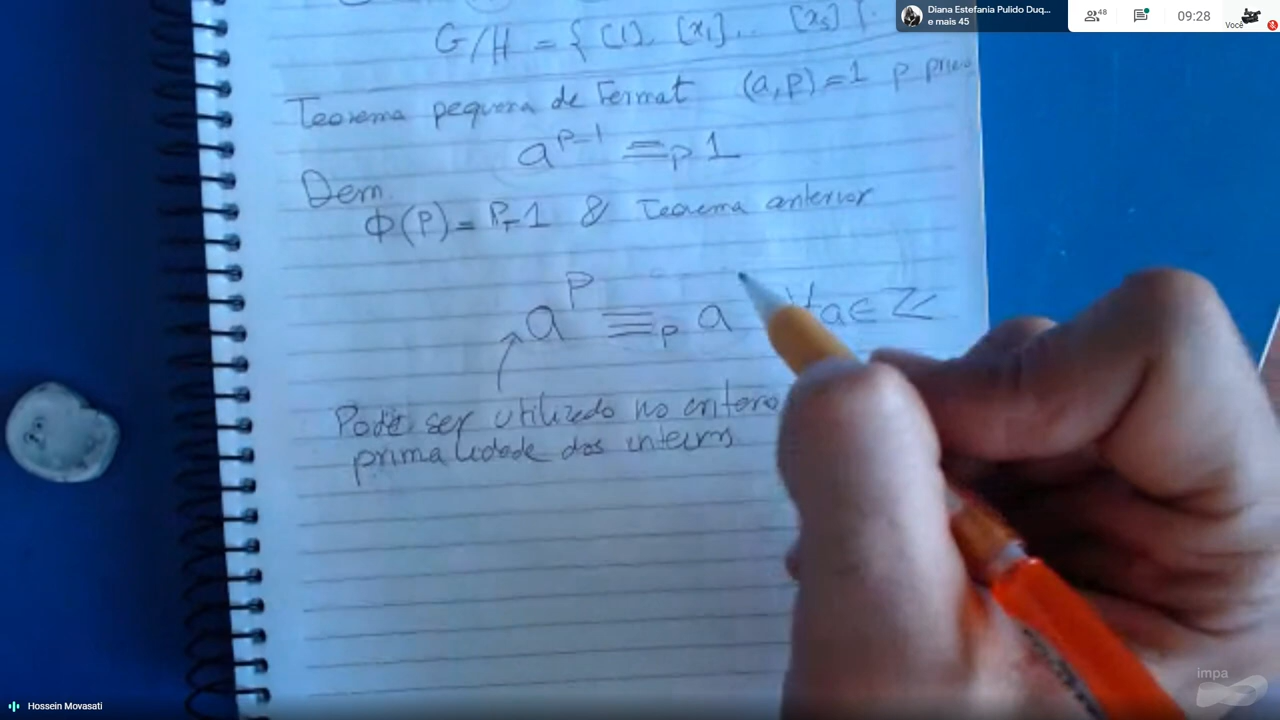 Diana Estefania Pulido Duq...
e mais 45
48
09:28
Você
G/H = { [1], [x₁], .. [xₛ] }.
Teorema pequena de Fermat (a,p)=1 p primo
a^{p-1} ≡ₚ 1
Dem
Φ(P) = P-1 & Teorema anterior
a^P ≡ₚ a ∀a∈ℤ
Pode ser utilizado no criterio
primalidade dos inteiros
impa
Hossein Movasati